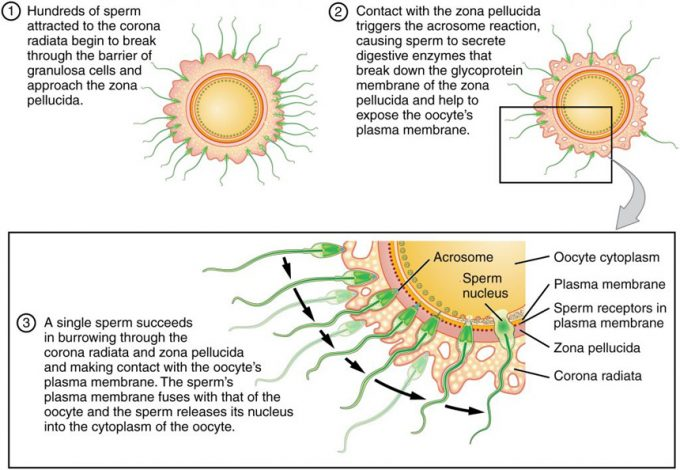 1 Hundreds of sperm
attracted to the corona
radiata begin to break
through the barrier of
granulosa cells and
approach the zona
pellucida.
2 Contact with the zona pellucida
triggers the acrosome reaction,
causing sperm to secrete
digestive enzymes that
break down the glycoprotein
membrane of the zona
pellucida and help to
expose the oocyte's
plasma membrane.
3 A single sperm succeeds
in burrowing through the
corona radiata and zona pellucida
and making contact with the oocyte's
plasma membrane. The sperm's
plasma membrane fuses with that of the
oocyte and the sperm releases its nucleus
into the cytoplasm of the oocyte.
Acrosome
Sperm
nucleus
Oocyte cytoplasm
Plasma membrane
Sperm receptors in
plasma membrane
Zona pellucida
Corona radiata